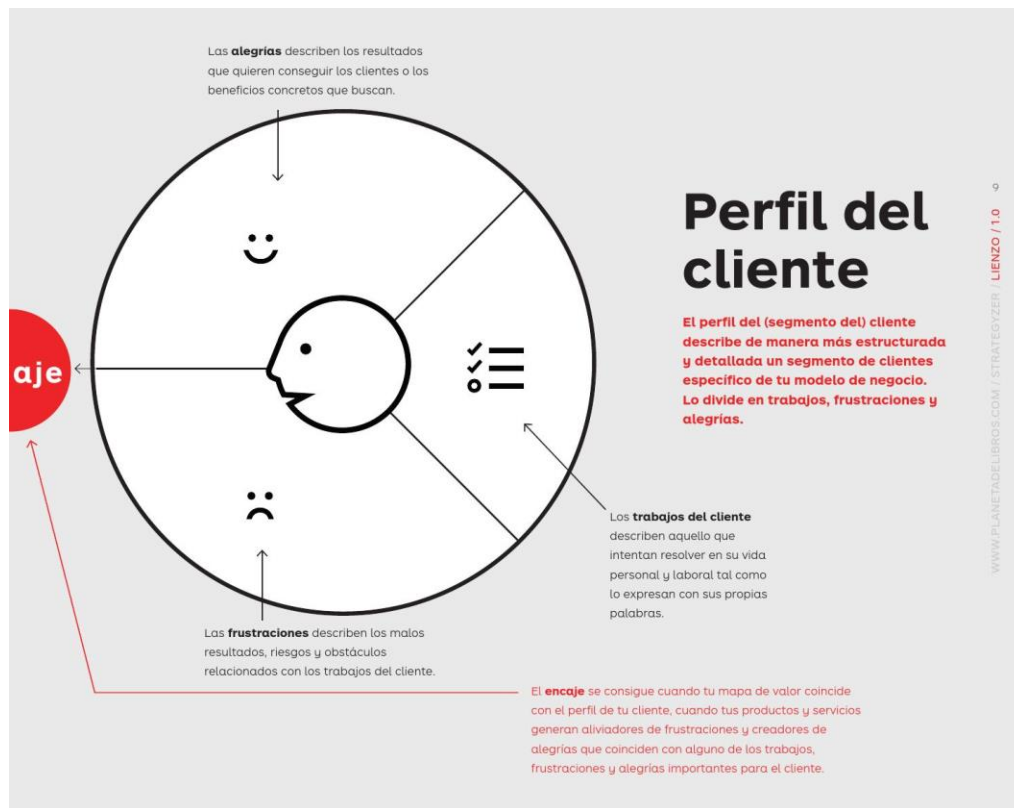 Las alegrías describen los resultados
que quieren conseguir los clientes o los
beneficios concretos que buscan.
Perfil del
cliente
El perfil del (segmento del) cliente
describe de manera más estructurada
y detallada un segmento de clientes
específico de tu modelo de negocio.
Lo divide en trabajos, frustraciones y
alegrías.
aje
Los trabajos del cliente
describen aquello que
intentan resolver en su vida
personal y laboral tal como
lo expresan con sus propias
palabras.
Las frustraciones describen los malos
resultados, riesgos y obstáculos
relacionados con los trabajos del cliente.
El encaje se consigue cuando tu mapa de valor coincide
con el perfil de tu cliente, cuando tus productos y servicios
generan aliviadores de frustraciones y creadores de
alegrías que coinciden con alguno de los trabajos,
frustraciones y alegrías importantes para el cliente.
WWW.PLANETADELIBROS.COM / STRATEGYZER / LIENZO / 1.0 9